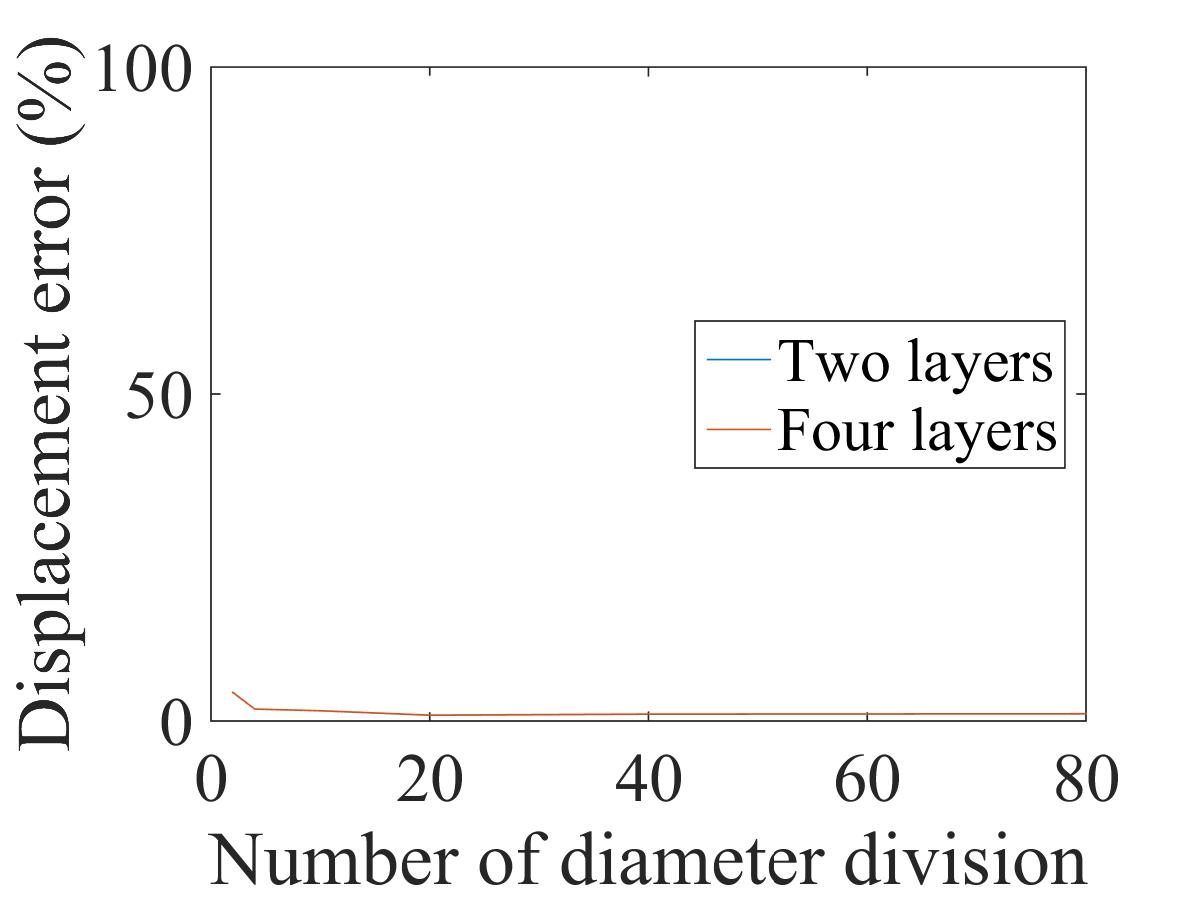 Displacement error (%)
100
50
0
Two layers
Four layers
0 20 40 60 80
Number of diameter division